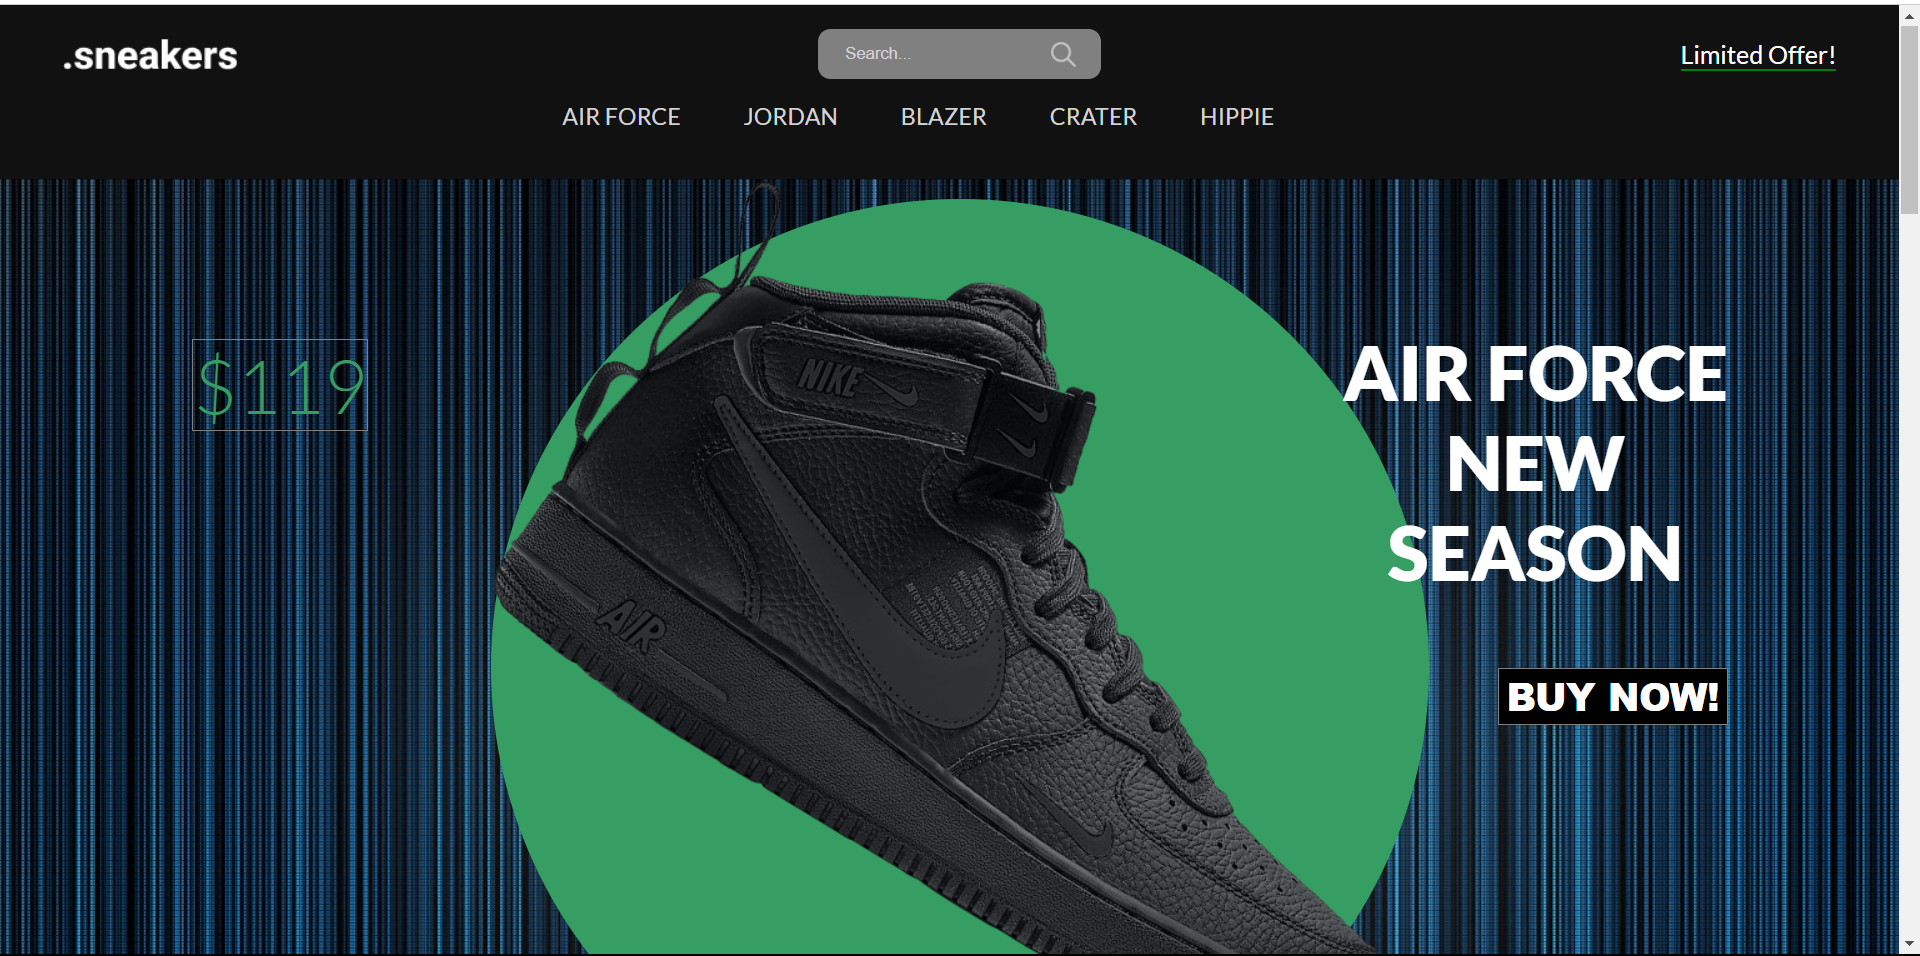 .sneakers
Search...
Limited Offer!
AIR FORCE
JORDAN
BLAZER
CRATER
HIPPIE
$119
NIKE
AIR
AIR FORCE
NEW
SEASON
BUY NOW!